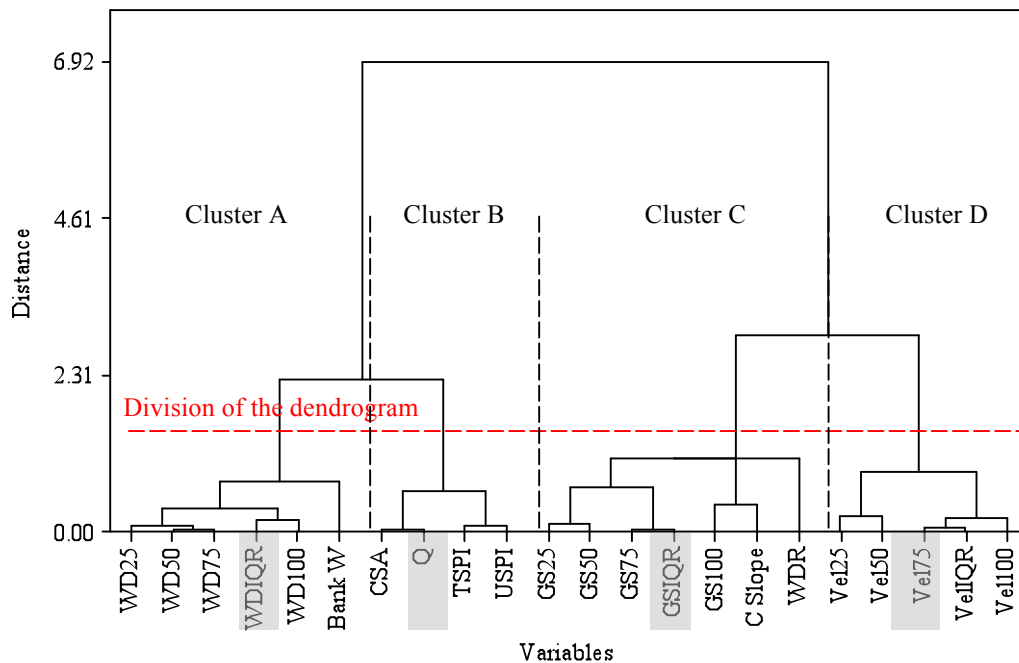 6.92
Cluster A
Cluster B
Cluster C
Cluster D
4.61
Distance
2.31
Division of the dendrogram
0.00
WD25
WD50
WD75
WDIQR
WD100
Bank W
CSA
Q
TSPI
USPI
GS25
GS50
GS75
GSIQR
GS100
C Slope
WDR
Vel25
Vel50
Vel75
VelIQR
Vel100
Variables